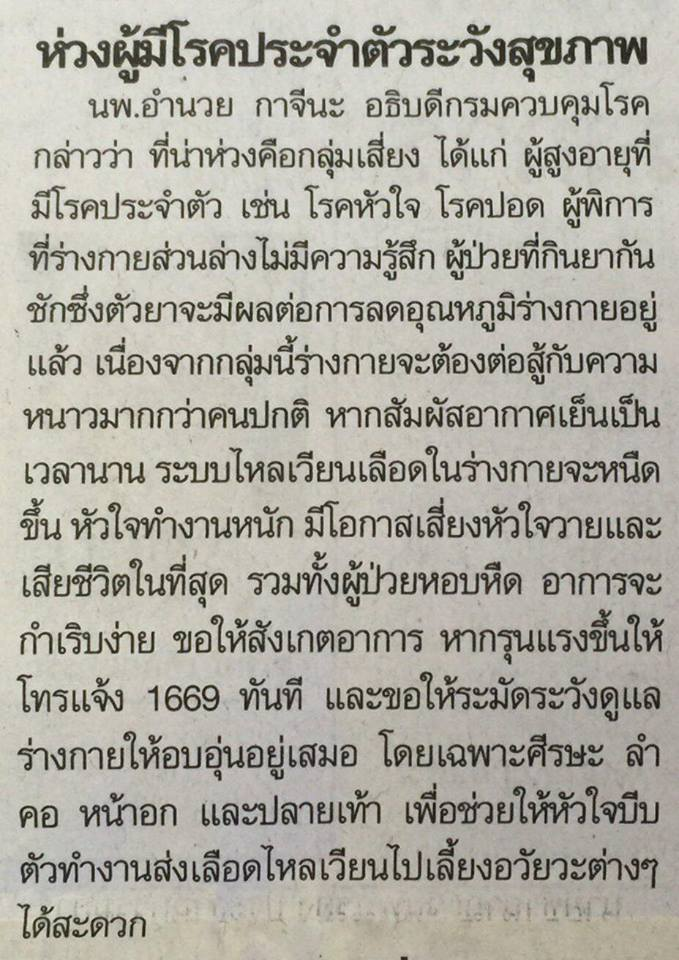 ห่วงผู้มีโรคประจำตัวระวังสุขภาพ
นพ.อำนวย กาจีนะ อธิบดีกรมควบคุมโรค
กล่าวว่า ที่น่าห่วงคือกลุ่มเสี่ยง ได้แก่ ผู้สูงอายุที่
มีโรคประจำตัว เช่น โรคหัวใจ โรคปอด ผู้พิการ
ที่ร่างกายส่วนล่างไม่มีความรู้สึก ผู้ป่วยที่กินยากัน
ชักซึ่งตัวยาจะมีผลต่อการลดอุณหภูมิร่างกายอยู่
แล้ว เนื่องจากกลุ่มนี้ร่างกายจะต้องต่อสู้กับความ
หนาวมากกว่าคนปกติ หากสัมผัสอากาศเย็นเป็น
เวลานาน ระบบไหลเวียนเลือดในร่างกายจะหนืด
ขึ้น หัวใจทำงานหนัก มีโอกาสเสี่ยงหัวใจวายและ
เสียชีวิตในที่สุด รวมทั้งผู้ป่วยหอบหืด อาการจะ
กำเริบง่าย ขอให้สังเกตอาการ หากรุนแรงขึ้นให้
โทรแจ้ง 1669 ทันที และขอให้ระมัดระวังดูแล
ร่างกายให้อบอุ่นอยู่เสมอ โดยเฉพาะศีรษะ ลำ
คอ หน้าอก และปลายเท้า เพื่อช่วยให้หัวใจบีบ
ตัวทำงานส่งเลือดไหลเวียนไปเลี้ยงอวัยวะต่างๆ
ได้สะดวก